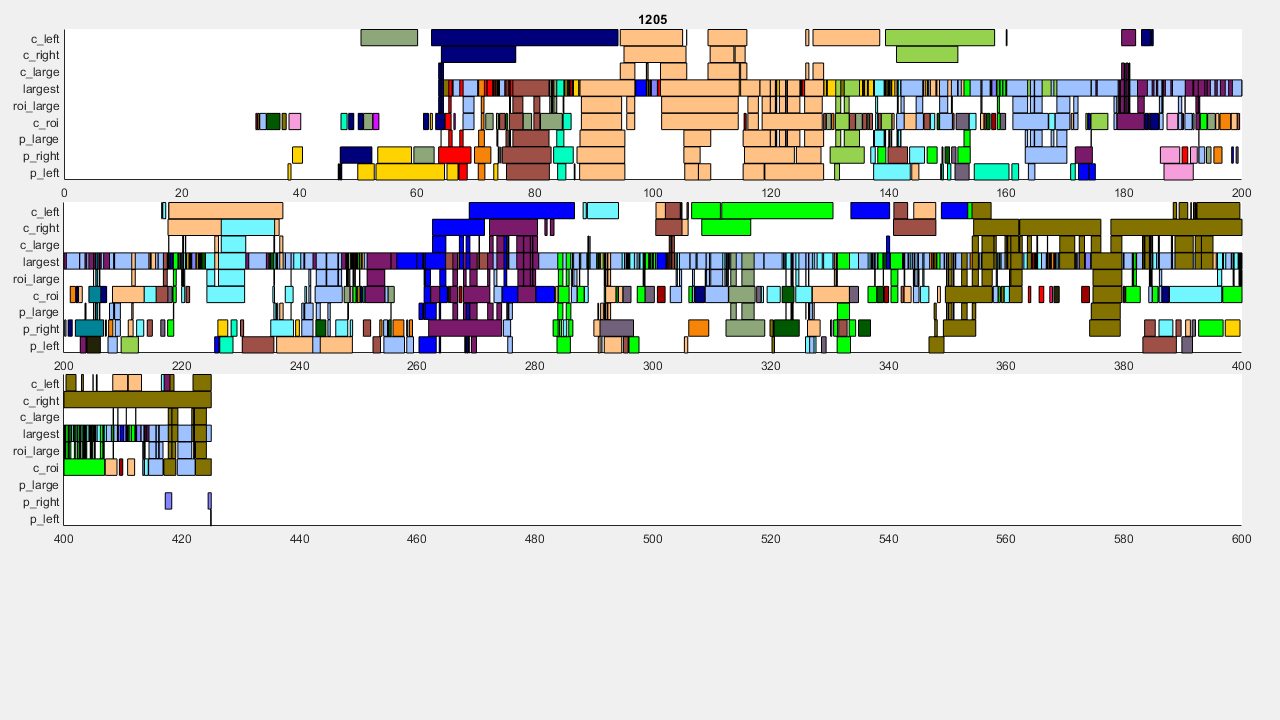 1205
c_left
c_right
c_large
largest
roi_large
c_roi
p_large
p_right
p_left
0 20 40 60 80 100 120 140 160 180 200
c_left
c_right
c_large
largest
roi_large
c_roi
p_large
p_right
p_left
200 220 240 260 280 300 320 340 360 380 400
c_left
c_right
c_large
largest
roi_large
c_roi
p_large
p_right
p_left
400 420 440 460 480 500 520 540 560 580 600